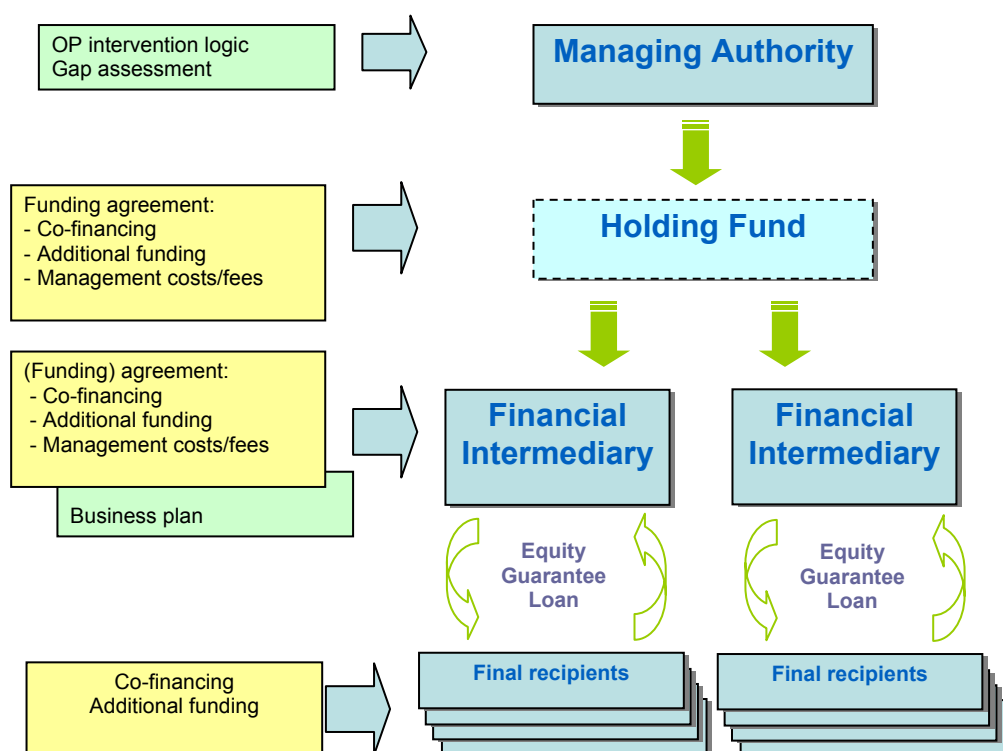 OP intervention logic
Gap assessment
Managing Authority
Funding agreement:
- Co-financing
- Additional funding
- Management costs/fees
Holding Fund
(Funding) agreement:
- Co-financing
- Additional funding
- Management costs/fees
Business plan
Financial
Intermediary
Financial
Intermediary
Equity
Guarantee
Loan
Equity
Guarantee
Loan
Co-financing
Additional funding
Final recipients
Final recipients